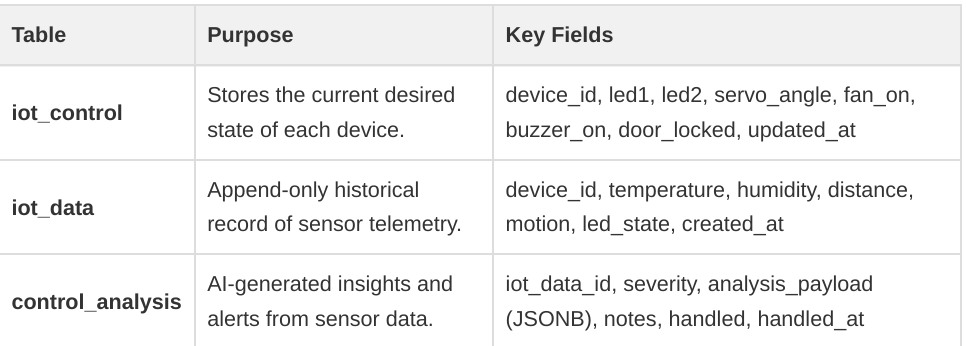 Table Purpose Key Fields
iot_control
Stores the current desired
state of each device.
device_id, led1, led2, servo_angle, fan_on,
buzzer_on, door_locked, updated_at
iot_data
Append-only historical
record of sensor telemetry.
device_id, temperature, humidity, distance,
motion, led_state, created_at
control_analysis
AI-generated insights and
alerts from sensor data.
iot_data_id, severity, analysis_payload
(JSONB), notes, handled, handled_at